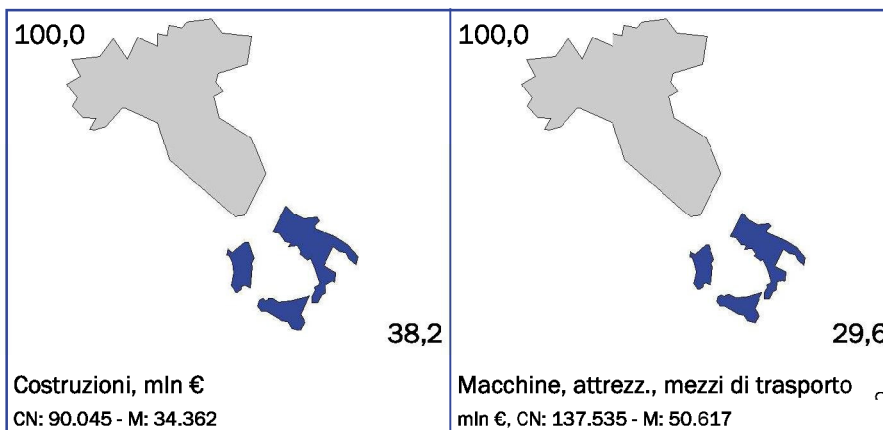 100,0
38,2
Costruzioni, mln €
CN: 90.045 - M: 34.362
100,0
29,6
Macchine, attrezz., mezzi di trasporto
mln €, CN: 137.535 - M: 50.617